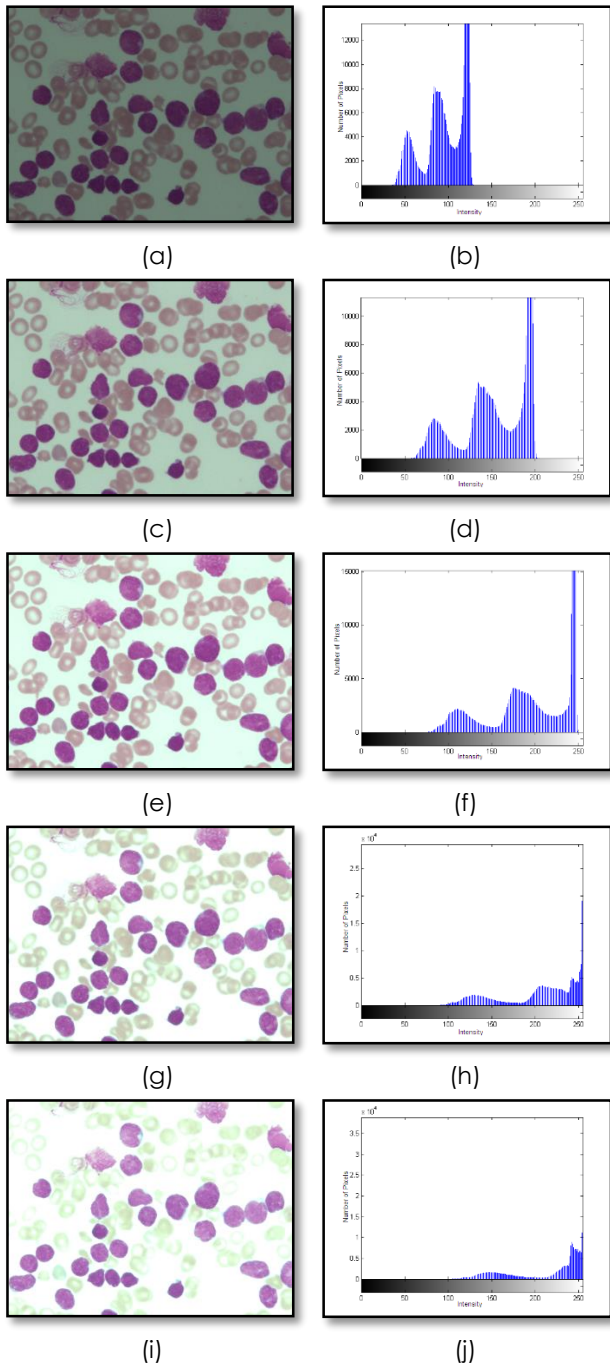 12000
10000
8000
6000
4000
2000
0
Number of Pixels
0 50 100 150 200 250
Intensity
(a) (b)
10000
8000
6000
4000
2000
0
Number of Pixels
0 50 100 150 200 250
Intensity
(c) (d)
15000
10000
5000
0
Number of Pixels
0 50 100 150 200 250
Intensity
(e) (f)
x 10^4
2.5
2
1.5
1
0.5
0
Number of Pixels
0 50 100 150 200 250
Intensity
(g) (h)
x 10^4
3.5
3
2.5
2
1.5
1
0.5
0
Number of Pixels
0 50 100 150 200 250
Intensity
(i) (j)